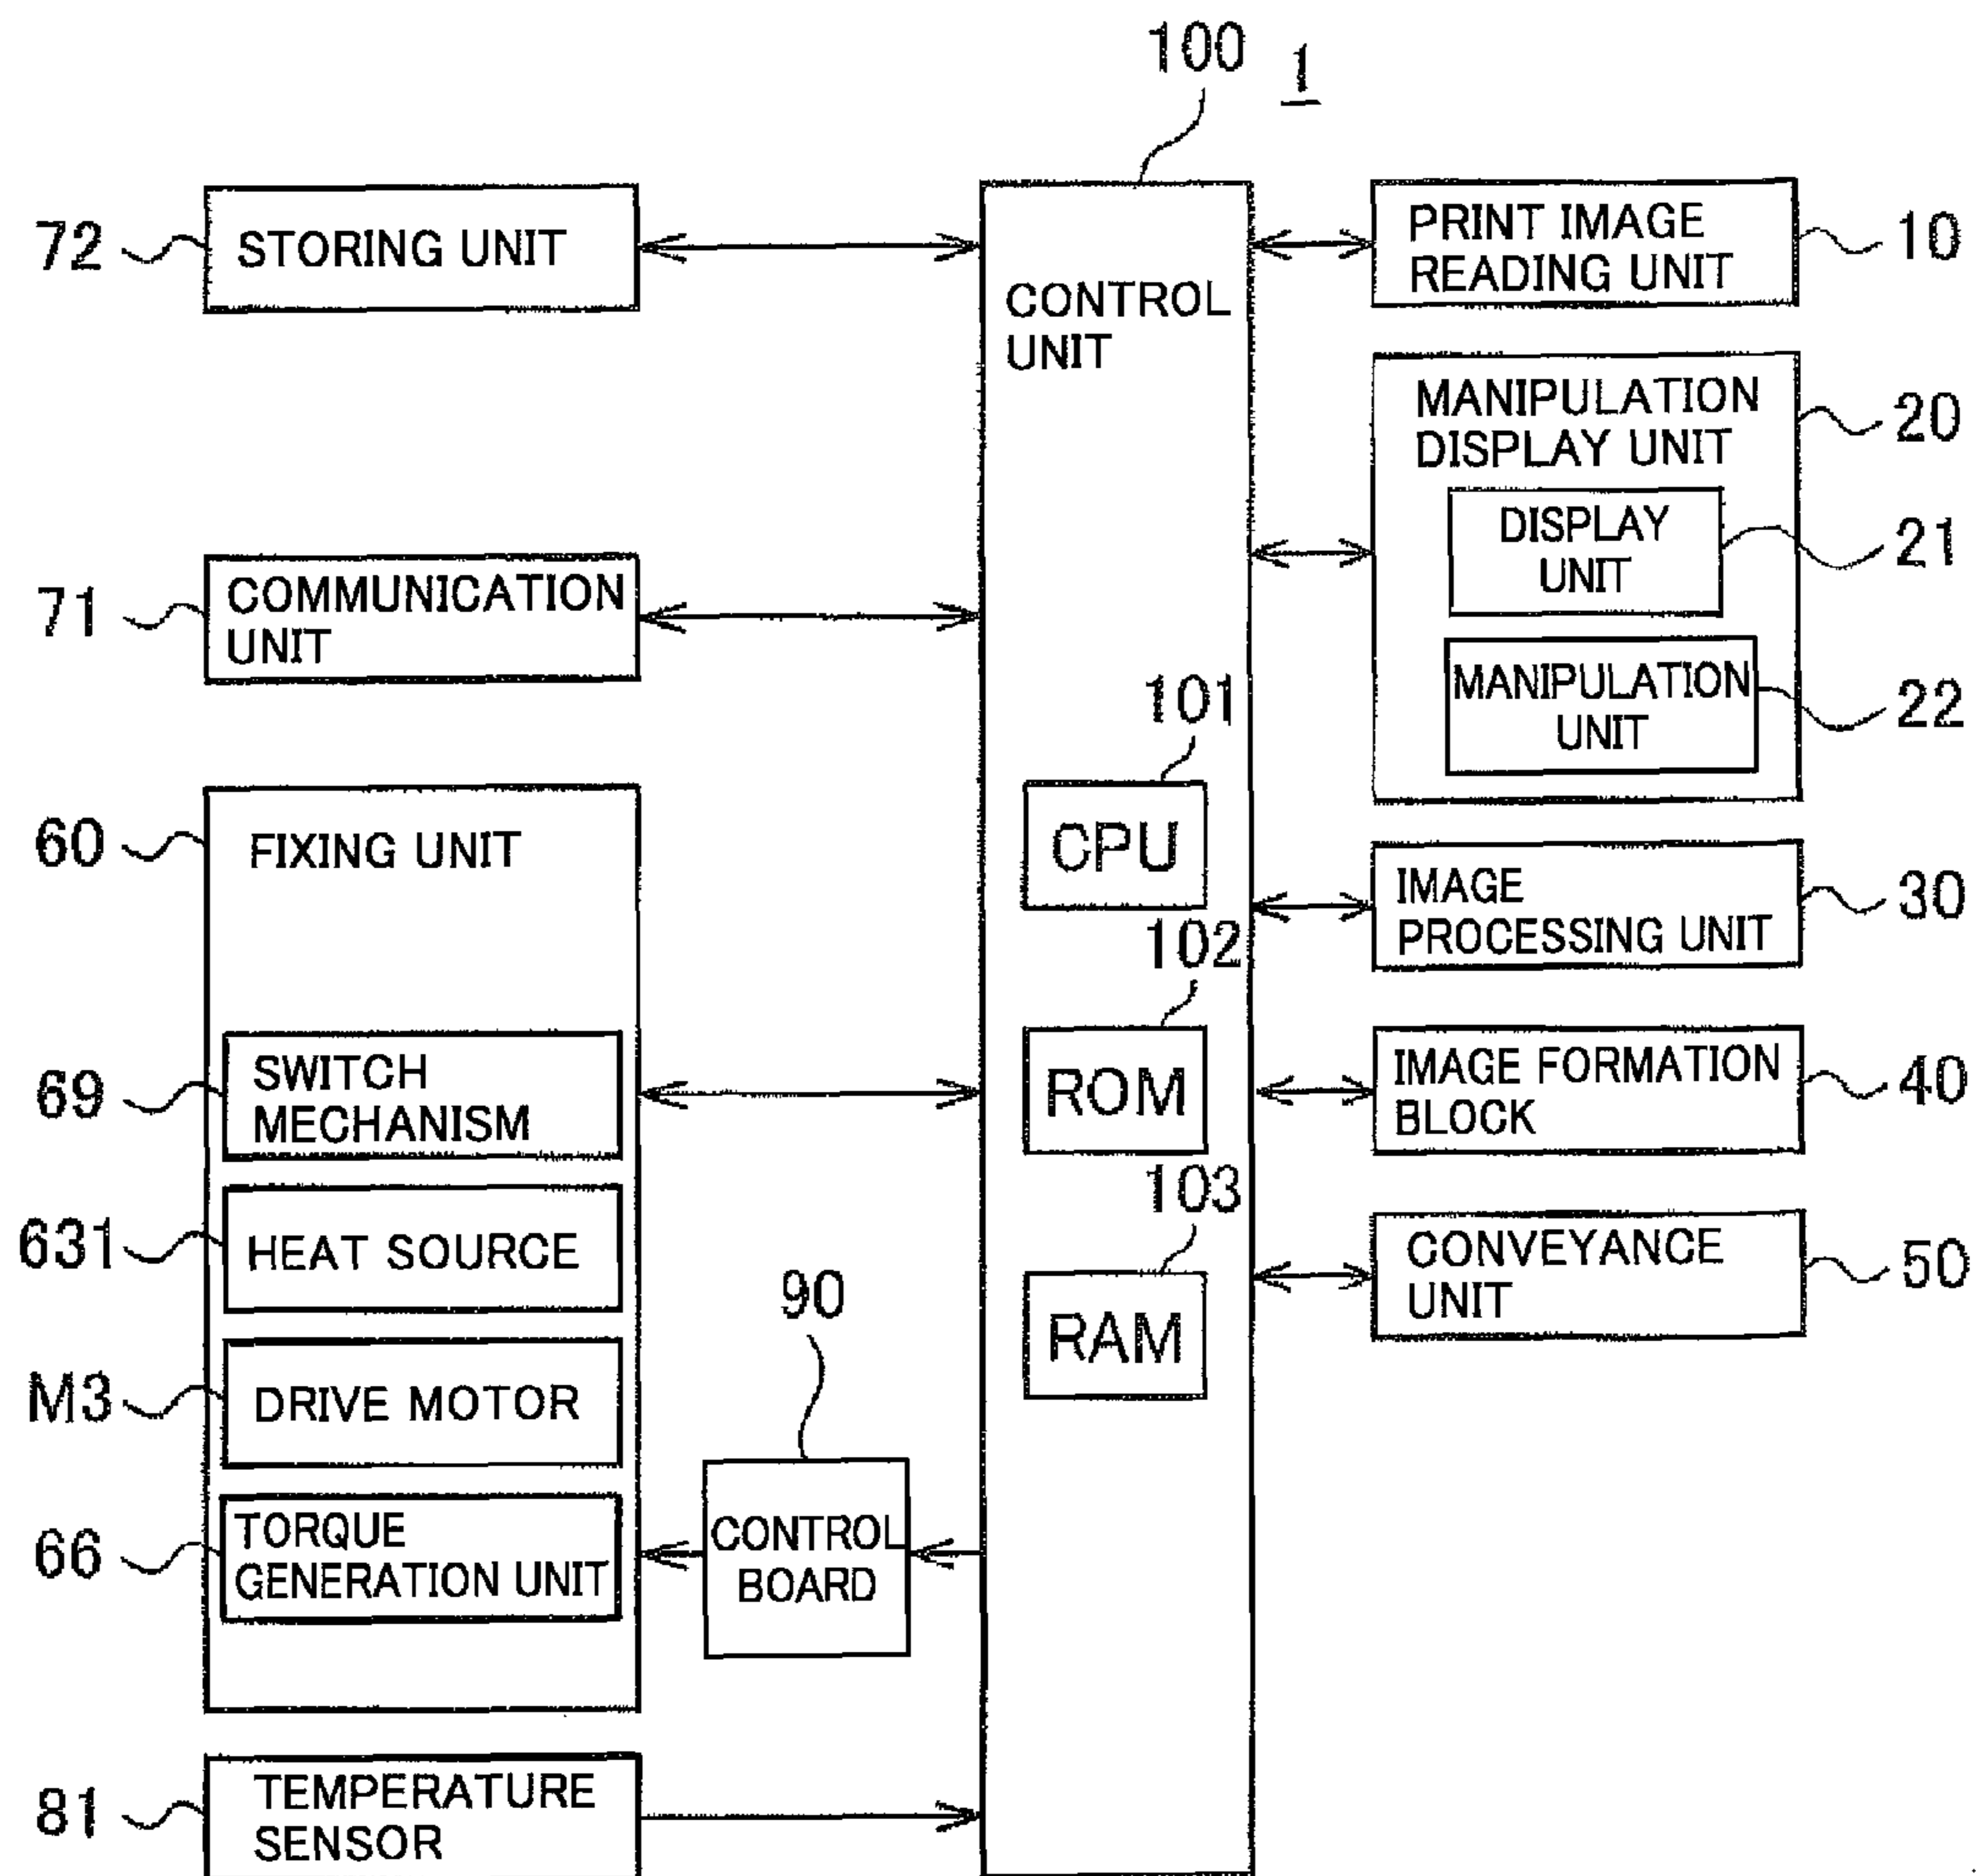 100
1
72
STORING UNIT
CONTROL
UNIT
PRINT IMAGE
READING UNIT
10
MANIPULATION
DISPLAY UNIT
20
DISPLAY
UNIT
21
71
COMMUNICATION
UNIT
MANIPULATION
UNIT
22
101
CPU
60
FIXING UNIT
IMAGE
PROCESSING UNIT
30
102
ROM
69
SWITCH
MECHANISM
IMAGE FORMATION
BLOCK
40
103
RAM
631
HEAT SOURCE
CONVEYANCE
UNIT
50
90
M3
DRIVE MOTOR
66
TORQUE
GENERATION UNIT
CONTROL
BOARD
81
TEMPERATURE
SENSOR